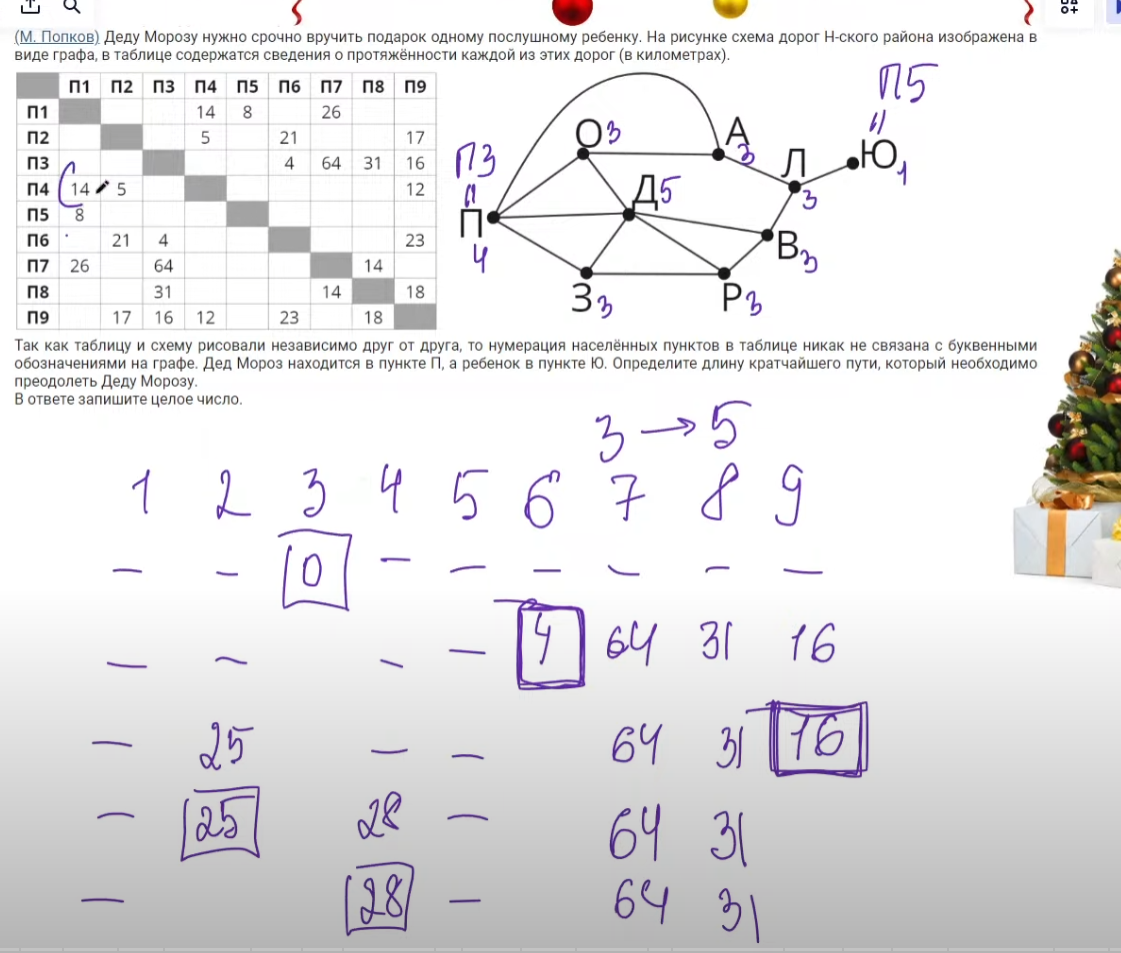 (М. Попков) Деду Морозу нужно срочно вручить подарок одному послушному ребенку. На рисунке схема дорог Н-ского района изображена в
виде графа, в таблице содержатся сведения о протяжённости каждой из этих дорог (в километрах).
П1 П2 П3 П4 П5 П6 П7 П8 П9
П1 14 8 26
П2 5 21 17
П3 4 64 31 16
П4 14 5 12
П5 8
П6 21 4 23
П7 26 64 14
П8 31 14 18
П9 17 16 12 23 18
П5
=
О 3
А 3
Л 3
Ю 1
П3
=
П 4
Д 5
В 3
З 3
Р 3
Так как таблицу и схему рисовали независимо друг от друга, то нумерация населённых пунктов в таблице никак не связана с буквенными
обозначениями на графе. Дед Мороз находится в пункте П, а ребенок в пункте Ю. Определите длину кратчайшего пути, который необходимо
преодолеть Деду Морозу.
В ответе запишите целое число.
3 → 5
1 2 3 4 5 6 7 8 9
– – 0 – – – – – –
– – – – 4 64 31 16
– 25 – – 64 31 16
– 25 28 – 64 31
– 28 – 64 31